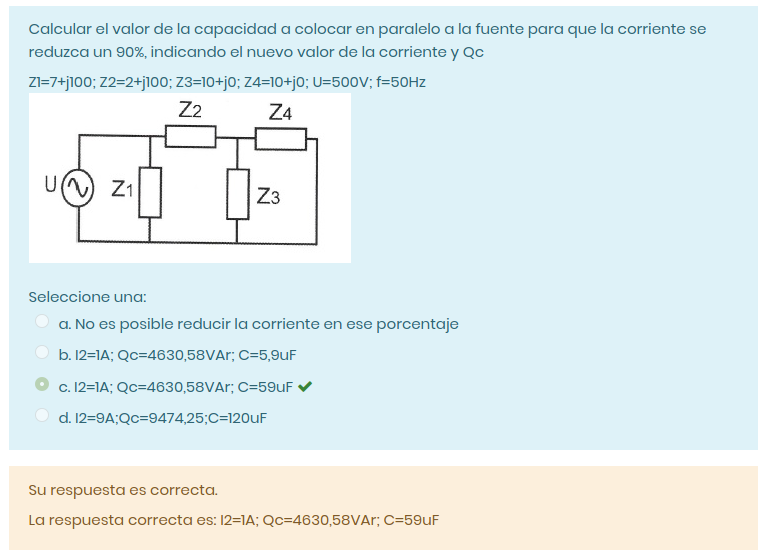 Calcular el valor de la capacidad a colocar en paralelo a la fuente para que la corriente se
reduzca un 90%, indicando el nuevo valor de la corriente y Qc
Z1=7+j100; Z2=2+j100; Z3=10+j0; Z4=10+j0; U=500V; f=50Hz
Z2
Z4
U
Z1
Z3
Seleccione una:
a. No es posible reducir la corriente en ese porcentaje
b. I2=1A; Qc=4630,58VAr; C=5,9uF
c. I2=1A; Qc=4630,58VAr; C=59uF
d. I2=9A;Qc=9474,25;C=120uF
Su respuesta es correcta.
La respuesta correcta es: I2=1A; Qc=4630,58VAr; C=59uF